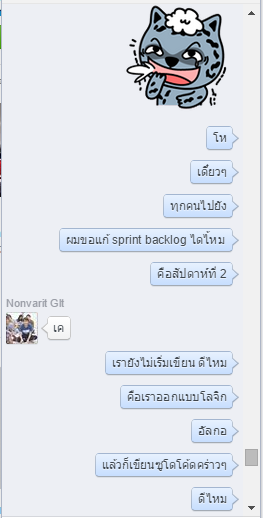 โห
เดี๋ยวๆ
ทุกคนไปยัง
ผมขอแก้ sprint backlog ได้ไหม
คือสัปดาห์ที่ 2
Nonvarit GIt
เค
เรายังไม่เริ่มเขียน ดีไหม
คือเราออกแบบโลจิก
อัลกอ
แล้วก็เขียนซูโดโค้ดคร่าวๆ
ดีไหม